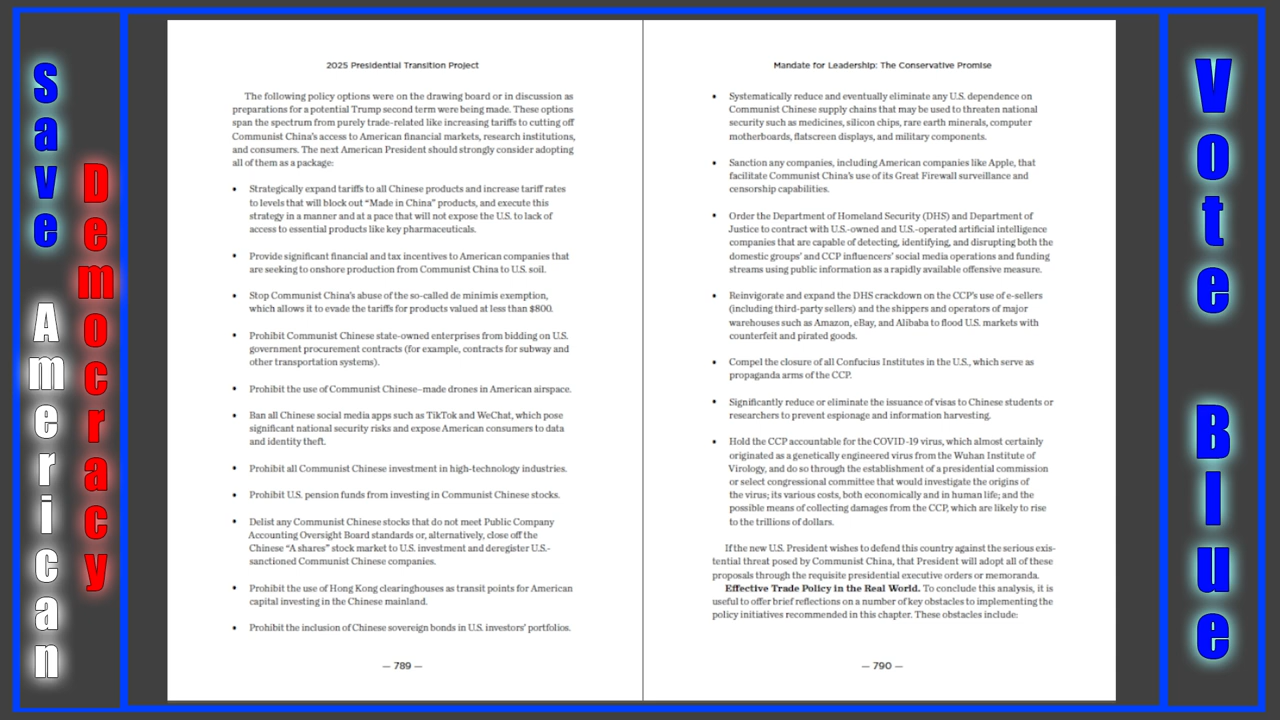 Save
American
Democracy
2025 Presidential Transition Project
The following policy options were on the drawing board or in discussion as
preparations for a potential Trump second term were being made. These options
span the spectrum from purely trade-related like increasing tariffs to cutting off
Communist China's access to American financial markets, research institutions,
and consumers. The next American President should strongly consider adopting
all of them as a package:
• Strategically expand tariffs to all Chinese products and increase tariff rates
to levels that will block out "Made in China" products, and execute this
strategy in a manner and at a pace that will not expose the U.S. to lack of
access to essential products like key pharmaceuticals.
• Provide significant financial and tax incentives to American companies that
are seeking to onshore production from Communist China to U.S. soil.
• Stop Communist China's abuse of the so-called de minimis exemption,
which allows it to evade the tariffs for products valued at less than $800.
• Prohibit Communist Chinese state-owned enterprises from bidding on U.S.
government procurement contracts (for example, contracts for subway and
other transportation systems).
• Prohibit the use of Communist Chinese–made drones in American airspace.
• Ban all Chinese social media apps such as TikTok and WeChat, which pose
significant national security risks and expose American consumers to data
and identity theft.
• Prohibit all Communist Chinese investment in high-technology industries.
• Prohibit U.S. pension funds from investing in Communist Chinese stocks.
• Delist any Communist Chinese stocks that do not meet Public Company
Accounting Oversight Board standards or, alternatively, close off the
Chinese "A shares" stock market to U.S. investment and deregister U.S.-
sanctioned Communist Chinese companies.
• Prohibit the use of Hong Kong clearinghouses as transit points for American
capital investing in the Chinese mainland.
• Prohibit the inclusion of Chinese sovereign bonds in U.S. investors' portfolios.
— 789 —
Mandate for Leadership: The Conservative Promise
• Systematically reduce and eventually eliminate any U.S. dependence on
Communist Chinese supply chains that may be used to threaten national
security such as medicines, silicon chips, rare earth minerals, computer
motherboards, flatscreen displays, and military components.
• Sanction any companies, including American companies like Apple, that
facilitate Communist China's use of its Great Firewall surveillance and
censorship capabilities.
• Order the Department of Homeland Security (DHS) and Department of
Justice to contract with U.S.-owned and U.S.-operated artificial intelligence
companies that are capable of detecting, identifying, and disrupting both the
domestic groups' and CCP influencers' social media operations and funding
streams using public information as a rapidly available offensive measure.
• Reinvigorate and expand the DHS crackdown on the CCP's use of e-sellers
(including third-party sellers) and the shippers and operators of major
warehouses such as Amazon, eBay, and Alibaba to flood U.S. markets with
counterfeit and pirated goods.
• Compel the closure of all Confucius Institutes in the U.S., which serve as
propaganda arms of the CCP.
• Significantly reduce or eliminate the issuance of visas to Chinese students or
researchers to prevent espionage and information harvesting.
• Hold the CCP accountable for the COVID-19 virus, which almost certainly
originated as a genetically engineered virus from the Wuhan Institute of
Virology, and do so through the establishment of a presidential commission
or select congressional committee that would investigate the origins of
the virus; its various costs, both economically and in human life; and the
possible means of collecting damages from the CCP, which are likely to rise
to the trillions of dollars.
If the new U.S. President wishes to defend this country against the serious exis-
tential threat posed by Communist China, that President will adopt all of these
proposals through the requisite presidential executive orders or memoranda.
Effective Trade Policy in the Real World. To conclude this analysis, it is
useful to offer brief reflections on a number of key obstacles to implementing the
policy initiatives recommended in this chapter. These obstacles include:
— 790 —
Vote Blue